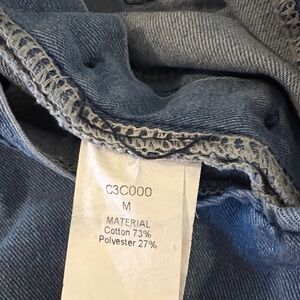 C3C000
M
MATERIAL
Cotton 73%
Polyester 27%